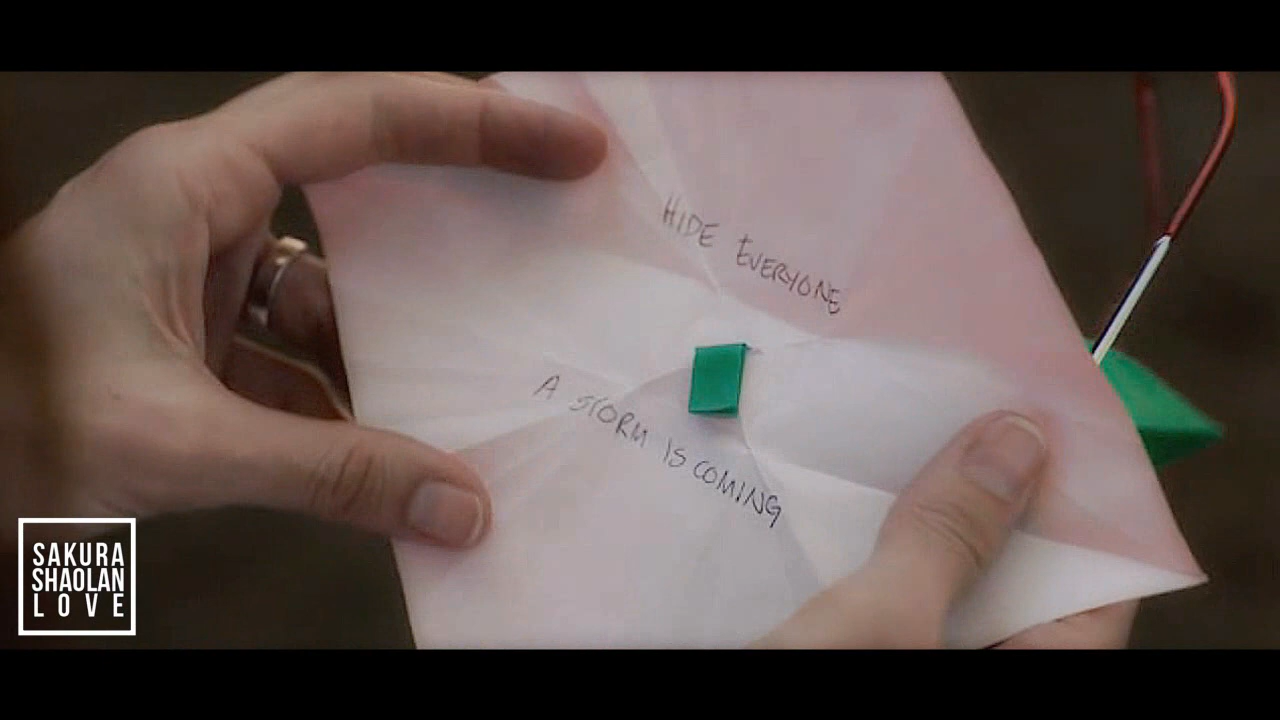 HIDE EVERYONE
A STORM IS COMING
SAKURA
SHAOLAN
LOVE